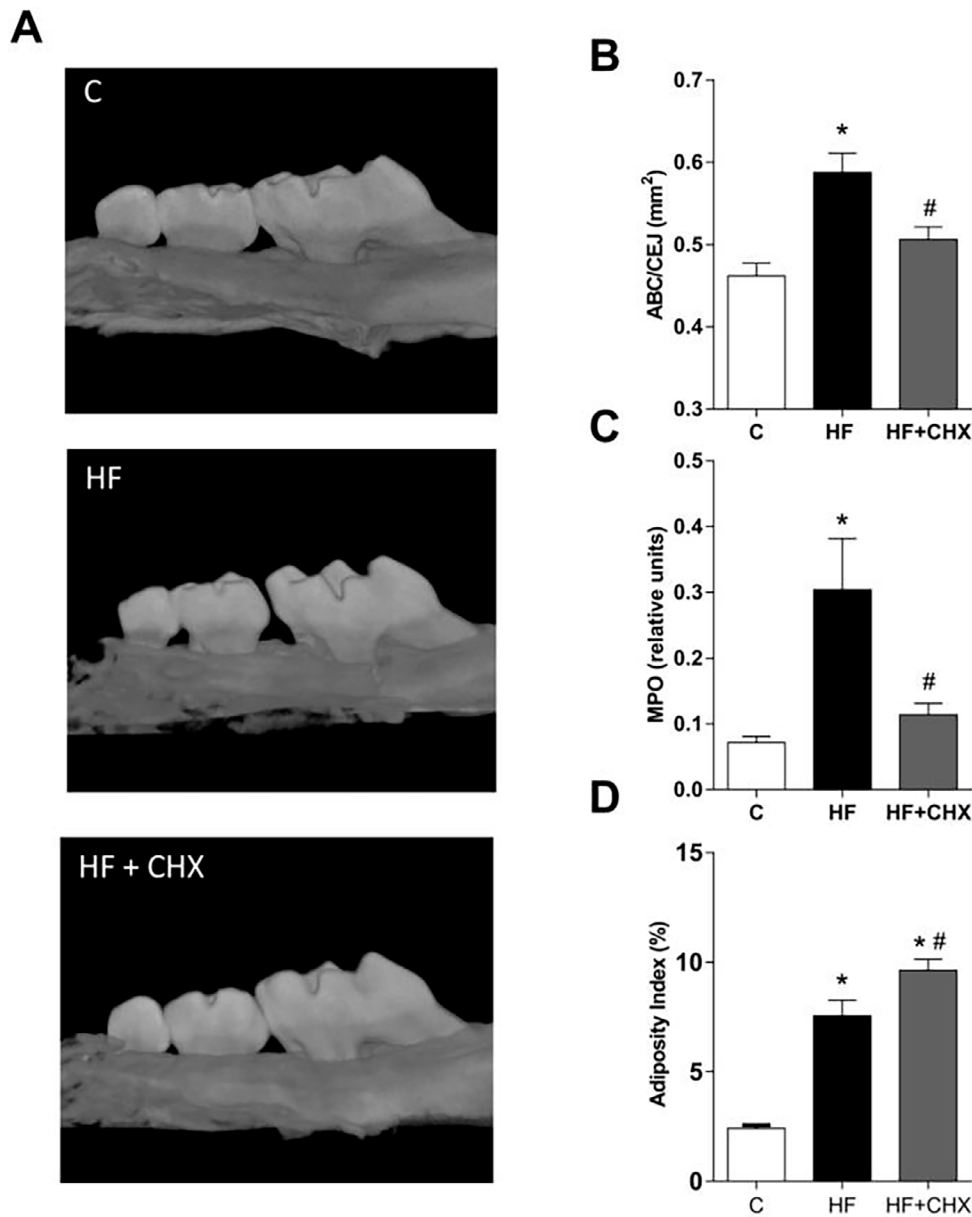 A
C
HF
HF + CHX
B
ABC/CEJ (mm²)
0.7
0.6
0.5
0.4
0.3
*
#
C HF HF+CHX
C
MPO (relative units)
0.5
0.4
0.3
0.2
0.1
0.0
*
#
C HF HF+CHX
D
Adiposity Index (%)
15
10
5
0
*
* #
C HF HF+CHX